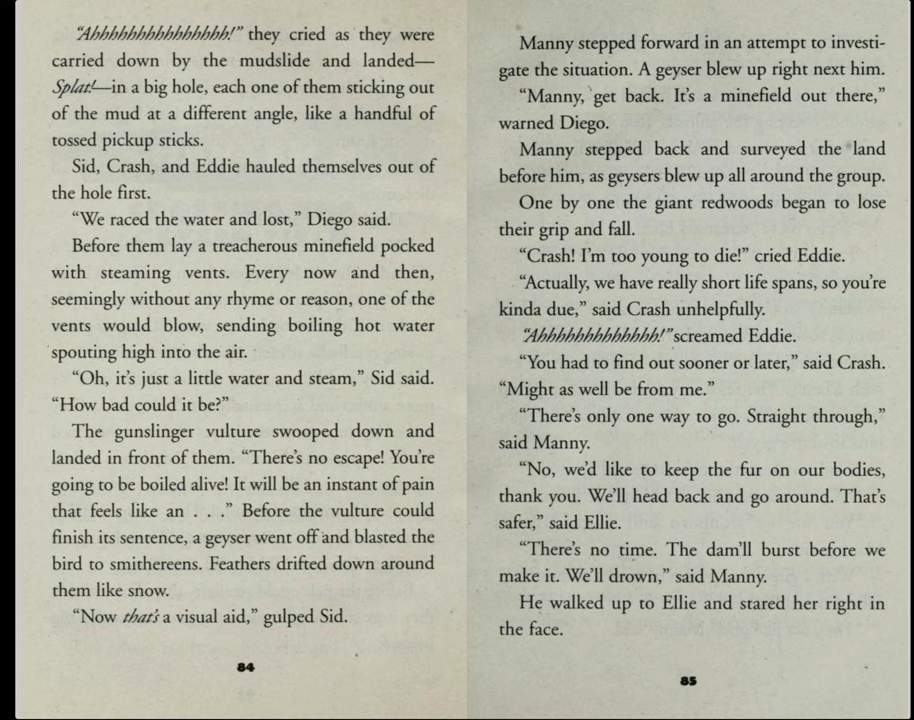 “Ahhhhhhhhhhhhhhh!” they cried as they were
carried down by the mudslide and landed—
Splat!—in a big hole, each one of them sticking out
of the mud at a different angle, like a handful of
tossed pickup sticks.
Sid, Crash, and Eddie hauled themselves out of
the hole first.
“We raced the water and lost,” Diego said.
Before them lay a treacherous minefield pocked
with steaming vents. Every now and then,
seemingly without any rhyme or reason, one of the
vents would blow, sending boiling hot water
spouting high into the air.
“Oh, it’s just a little water and steam,” Sid said.
“How bad could it be?”
The gunslinger vulture swooped down and
landed in front of them. “There’s no escape! You’re
going to be boiled alive! It will be an instant of pain
that feels like an . . .” Before the vulture could
finish its sentence, a geyser went off and blasted the
bird to smithereens. Feathers drifted down around
them like snow.
“Now that’s a visual aid,” gulped Sid.
84
Manny stepped forward in an attempt to investi-
gate the situation. A geyser blew up right next him.
“Manny, get back. It’s a minefield out there,”
warned Diego.
Manny stepped back and surveyed the land
before him, as geysers blew up all around the group.
One by one the giant redwoods began to lose
their grip and fall.
“Crash! I’m too young to die!” cried Eddie.
“Actually, we have really short life spans, so you’re
kinda due,” said Crash unhelpfully.
“Ahhhhhhhhhhhhh!” screamed Eddie.
“You had to find out sooner or later,” said Crash.
“Might as well be from me.”
“There’s only one way to go. Straight through,”
said Manny.
“No, we’d like to keep the fur on our bodies,
thank you. We’ll head back and go around. That’s
safer,” said Ellie.
“There’s no time. The dam’ll burst before we
make it. We’ll drown,” said Manny.
He walked up to Ellie and stared her right in
the face.
85